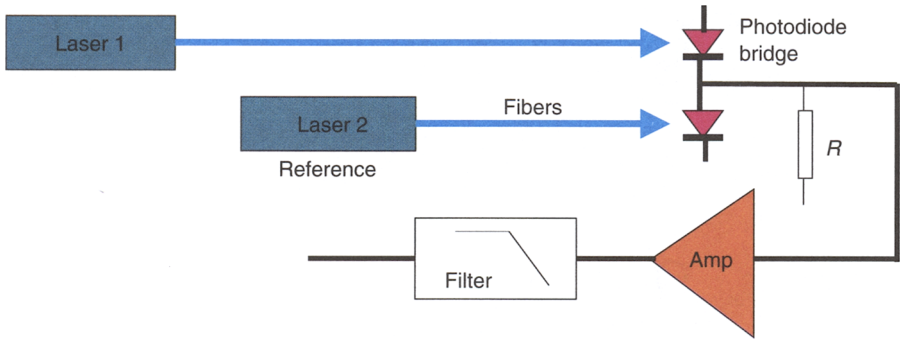 Laser 1
Photodiode
bridge
Laser 2
Fibers
Reference
R
Amp
Filter